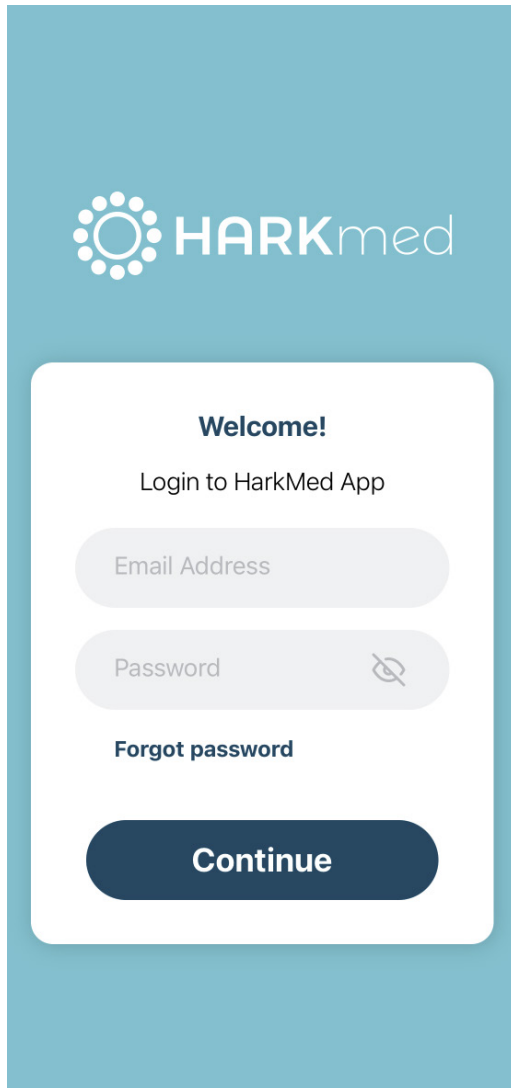 HARKmed
Welcome!
Login to HarkMed App
Email Address
Password
Forgot password
Continue